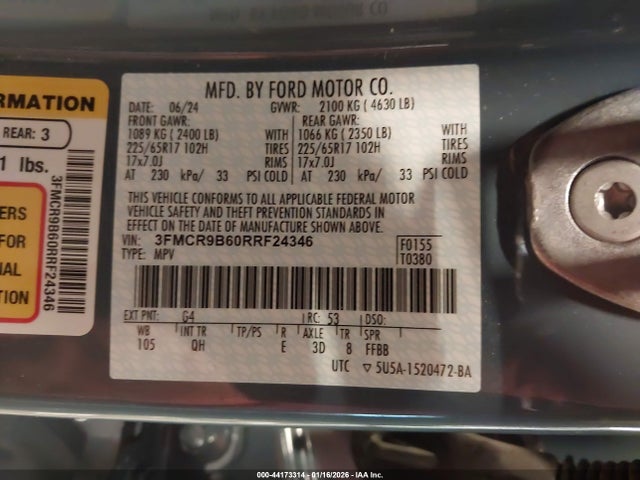 MFD. BY FORD MOTOR CO.
DATE: 06/24 GVWR: 2100 KG ( 4630 LB)
FRONT GAWR: REAR GAWR:
1089 KG ( 2400 LB) WITH 1066 KG ( 2350 LB) WITH
225/65R17 102H TIRES 225/65R17 102H TIRES
17x7.0J RIMS 17x7.0J RIMS
AT 230 kPa/ 33 PSI COLD AT 230 kPa/ 33 PSI COLD
THIS VEHICLE CONFORMS TO ALL APPLICABLE FEDERAL MOTOR
VEHICLE SAFETY AND THEFT PREVENTION STANDARDS IN
EFFECT ON THE DATE OF MANUFACTURE SHOWN ABOVE.
VIN: 3FMCR9B60RRF24346 F0155
TYPE: MPV T0380
EXT PNT: G4 RC: 53 DSO:
WB INT TR TP/PS R AXLE TR SPR
105 QH E 3D 8 FFBB
UTC ▽ 5U5A-1520472-BA
RMATION
REAR: 3
1 lbs.
3FMCR9B60RRF24346
ERS
FOR
IAL
TION
000-44173314 - 01/16/2026 - IAA Inc.